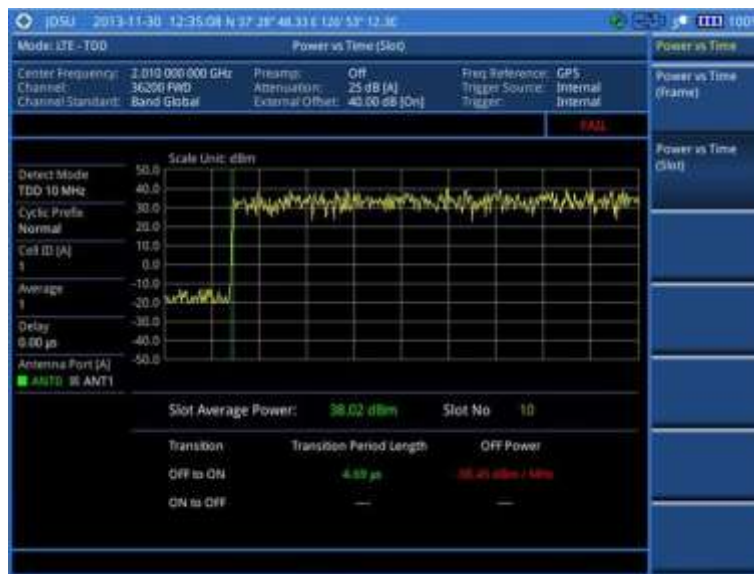 JDSU 2013-11-30 12:35:08 N 37° 28" 48.33 E 120' 53" 12.3E 100
Mode: LTE - TDD Power vs Time (Slot) Power vs Time
Center Frequency: 2.010 000 000 GHz Preamp: Off Freq Reference: GPS
Channel: 36200 FWD Attenuation: 25 dB [A] Trigger Source: Internal
Channel Standard: Band Global External Offset: 40.00 dB [On] Trigger: Internal
Power vs Time
(Frame)
FAIL
Power vs Time
(Slot)
Scale Unit: dBm
Detect Mode
TDD 10 MHz
Cyclic Prefix
Normal
Cell ID [A]
1
Average
1
Delay
0.00 µs
Antenna Port [A]
ANT0 ANT1
50.0
40.0
30.0
20.0
10.0
0.0
-10.0
-20.0
-30.0
-40.0
-50.0
Slot Average Power: 38.02 dBm Slot No 10
Transition Transition Period Length OFF Power
OFF to ON 4.69 µs dBm / MHz
ON to OFF — —